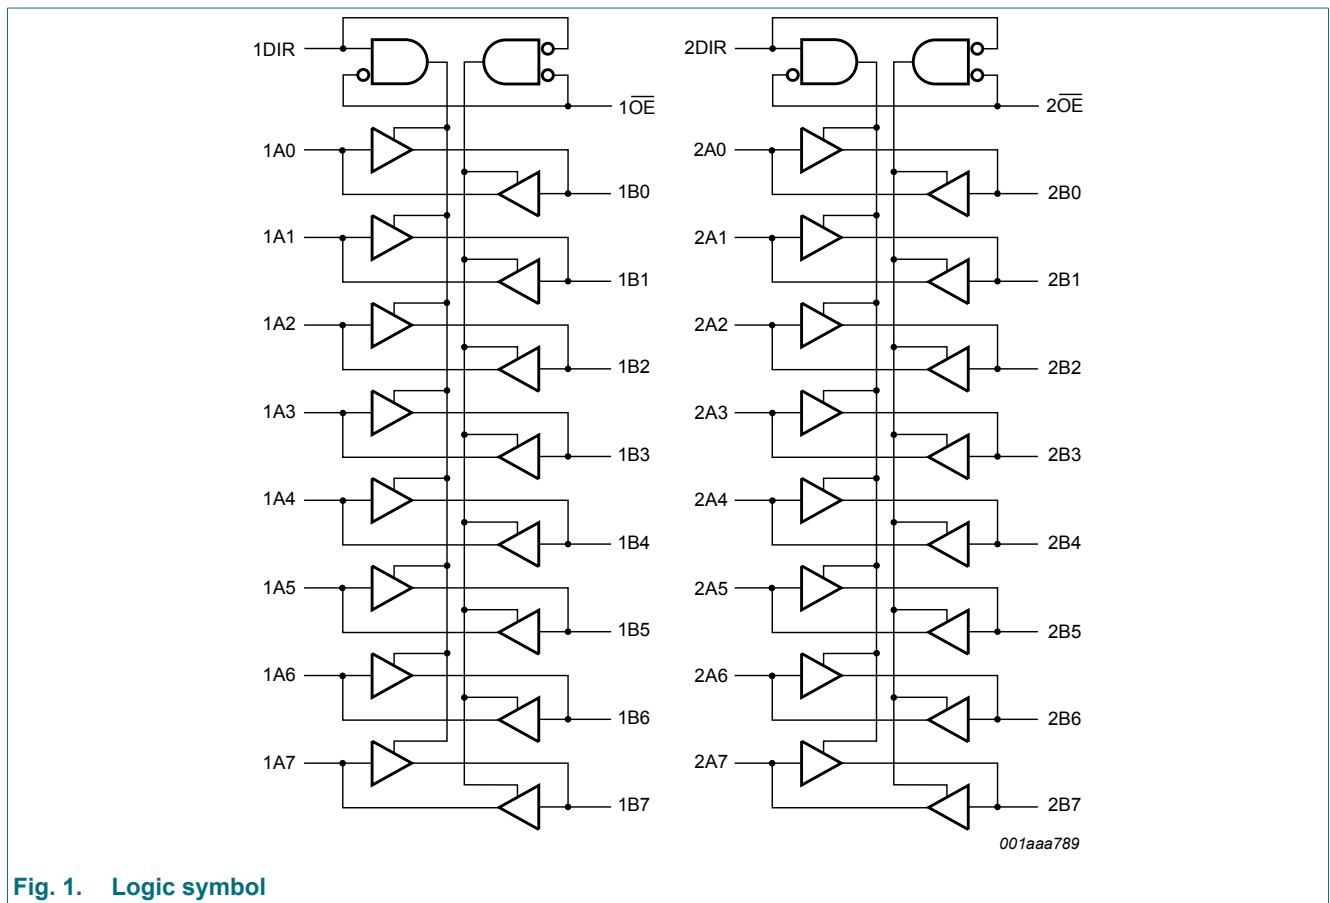 1DIR 2DIR
1O̅E̅ 2O̅E̅
1A0 2A0
1B0 2B0
1A1 2A1
1B1 2B1
1A2 2A2
1B2 2B2
1A3 2A3
1B3 2B3
1A4 2A4
1B4 2B4
1A5 2A5
1B5 2B5
1A6 2A6
1B6 2B6
1A7 2A7
1B7 2B7
001aaa789
Fig. 1. Logic symbol